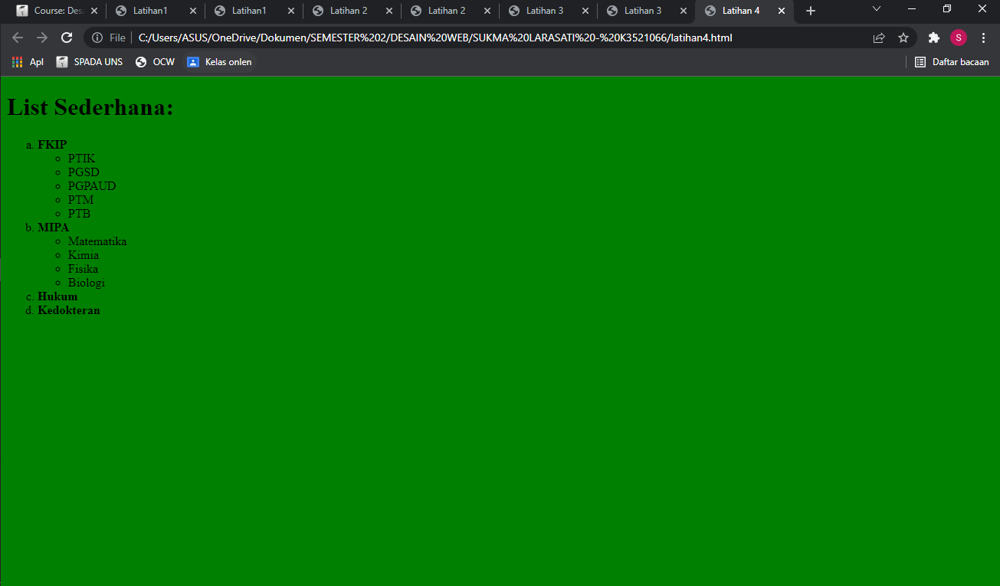 Course: Des
Latihan1
Latihan1
Latihan 2
Latihan 2
Latihan 3
Latihan 3
Latihan 4
File
C:/Users/ASUS/OneDrive/Dokumen/SEMESTER%202/DESAIN%20WEB/SUKMA%20LARASATI%20-%20K3521066/latihan4.html
S
Apl
SPADA UNS
OCW
Kelas onlen
Daftar bacaan
List Sederhana:
a. FKIP
PTIK
PGSD
PGPAUD
PTM
PTB
b. MIPA
Matematika
Kimia
Fisika
Biologi
c. Hukum
d. Kedokteran